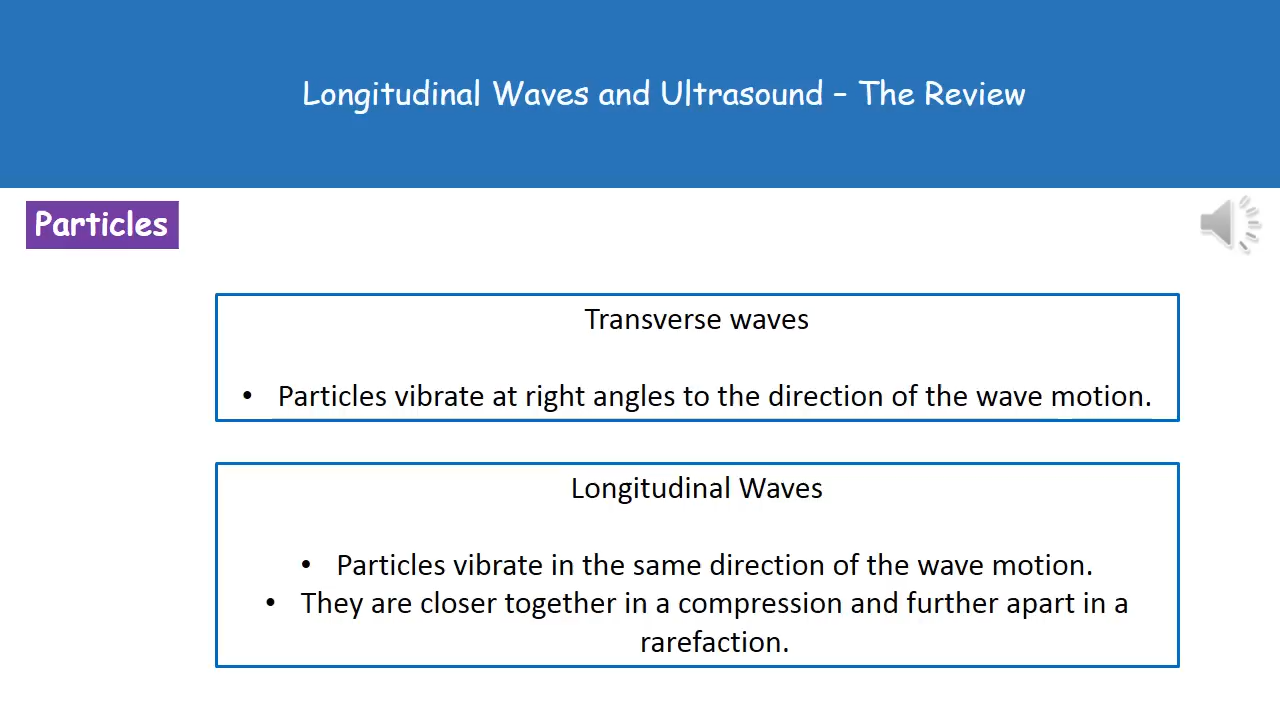 Longitudinal Waves and Ultrasound – The Review
Particles
Transverse waves
• Particles vibrate at right angles to the direction of the wave motion.
Longitudinal Waves
• Particles vibrate in the same direction of the wave motion.
• They are closer together in a compression and further apart in a
rarefaction.